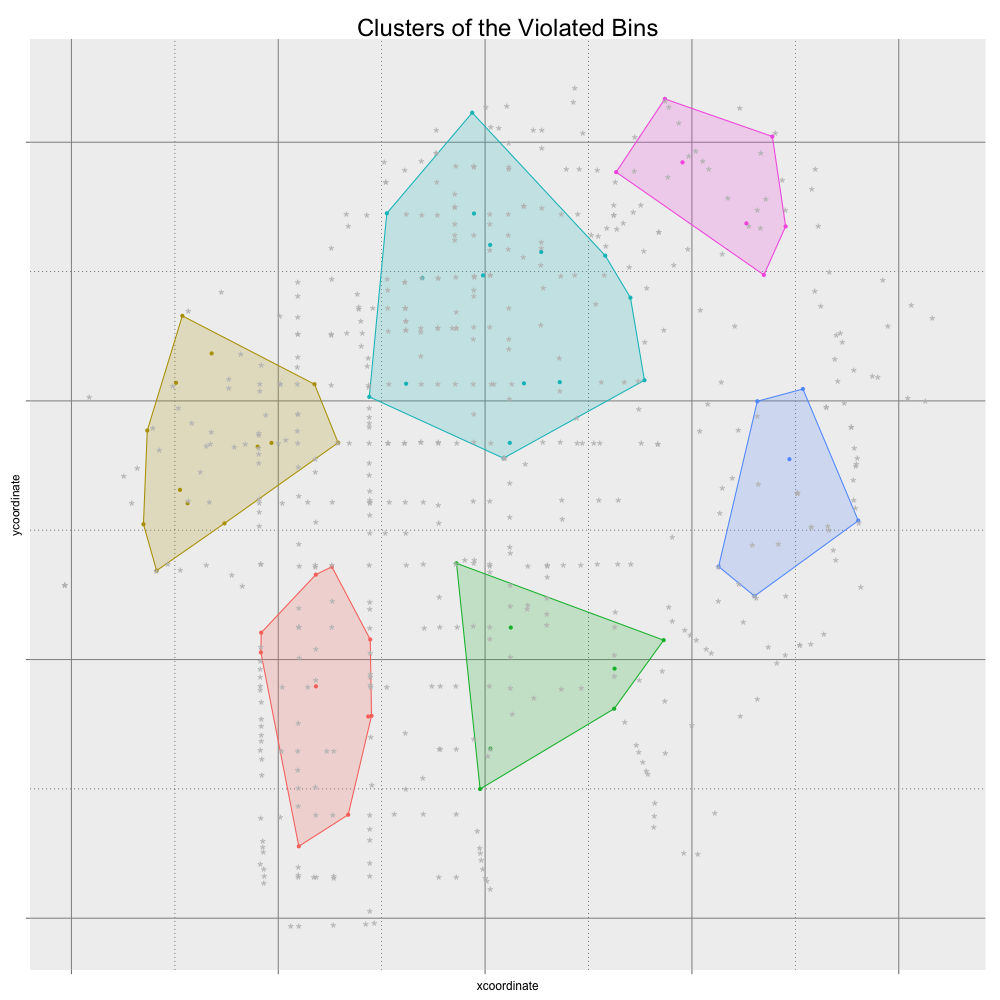 Clusters of the Violated Bins
ycoordinate
xcoordinate